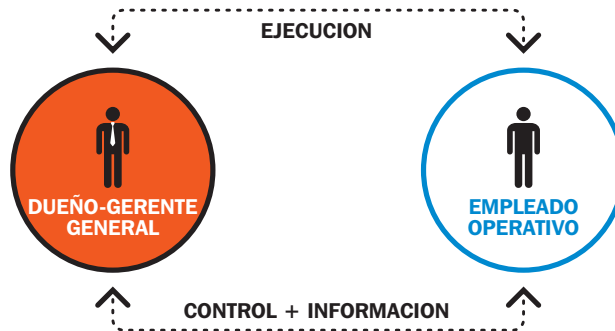 EJECUCION
DUEÑO-GERENTE
GENERAL
EMPLEADO
OPERATIVO
CONTROL + INFORMACION